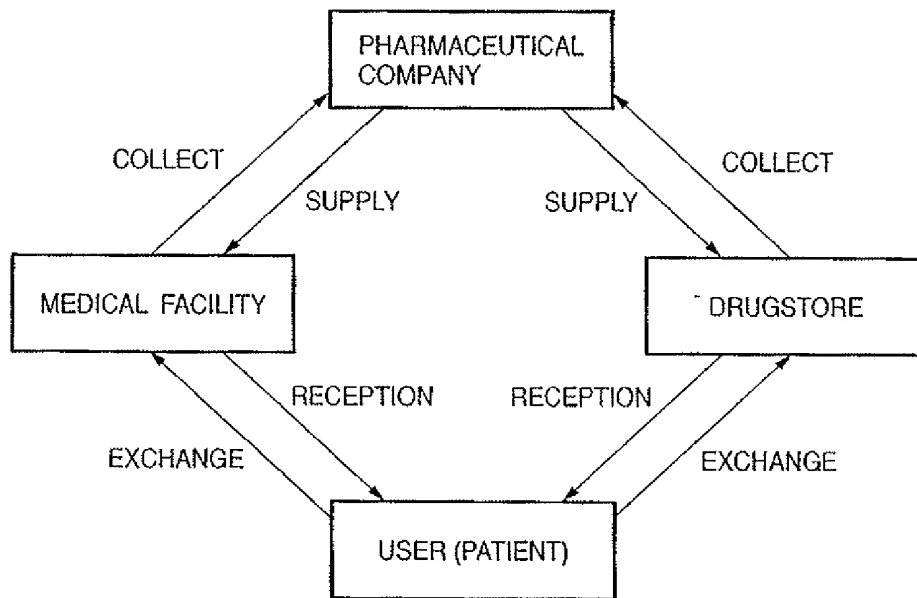 PHARMACEUTICAL
COMPANY
COLLECT
COLLECT
SUPPLY
SUPPLY
MEDICAL FACILITY
DRUGSTORE
RECEPTION
RECEPTION
EXCHANGE
EXCHANGE
USER (PATIENT)